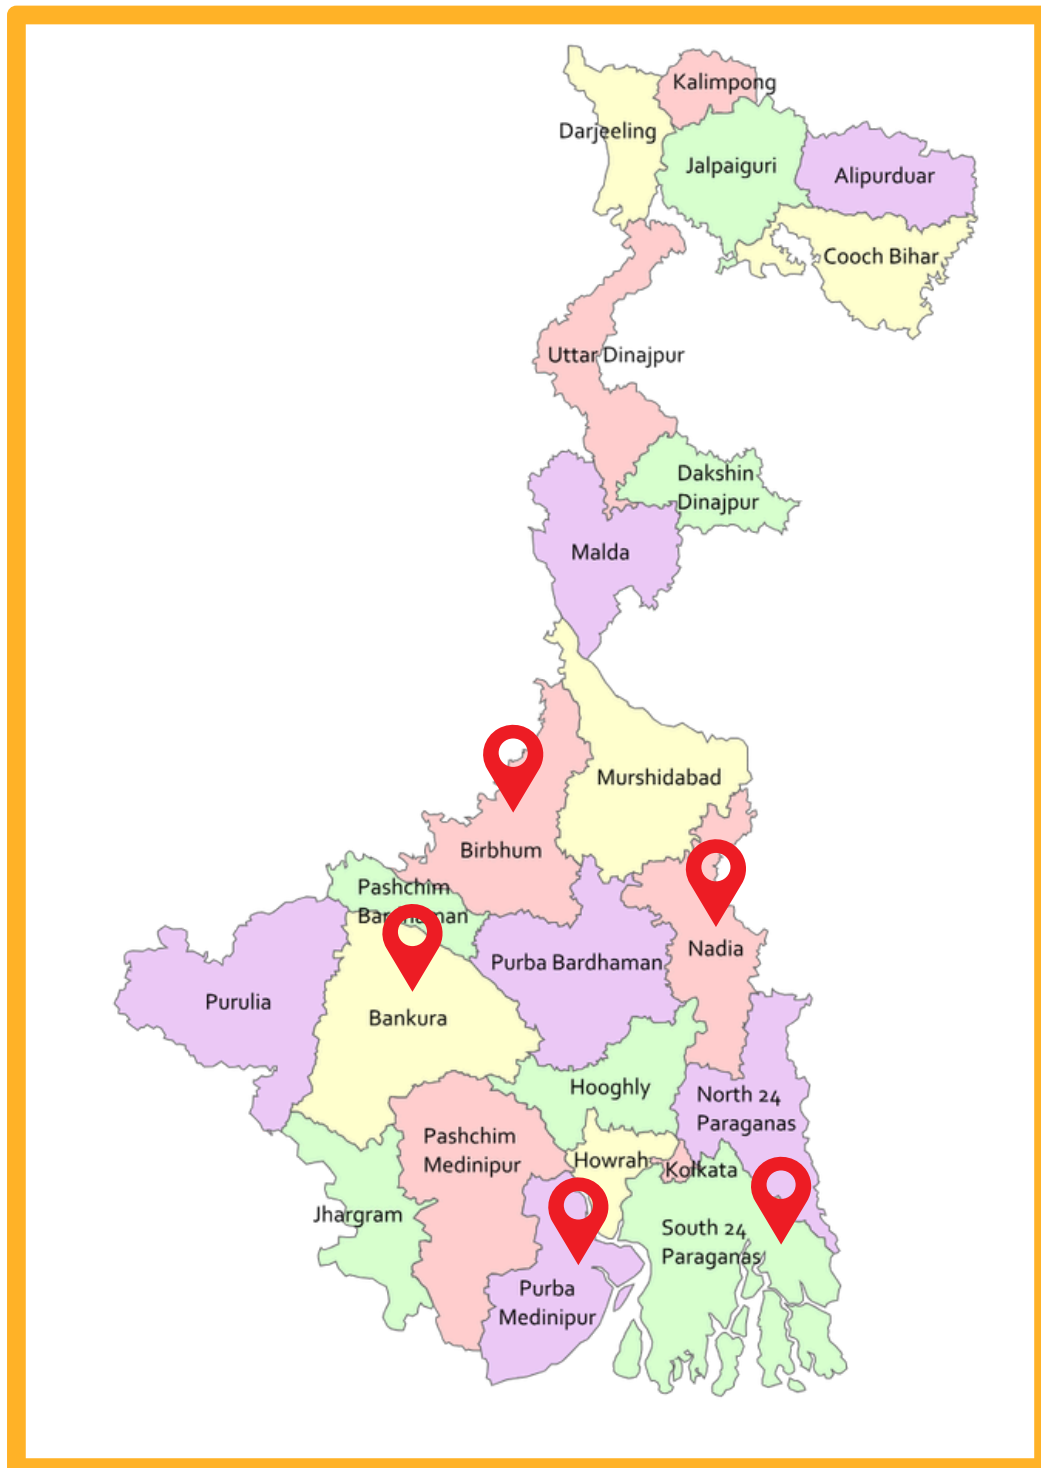 Kalimpong
Darjeeling
Jalpaiguri
Alipurduar
Cooch Bihar
Uttar Dinajpur
Dakshin
Dinajpur
Malda
Murshidabad
Birbhum
Pashchim
Bardhaman
Nadia
Purba Bardhaman
Purulia
Bankura
Hooghly
North 24
Paraganas
Pashchim
Medinipur
Howrah
Kolkata
Jhargram
South 24
Paraganas
Purba
Medinipur